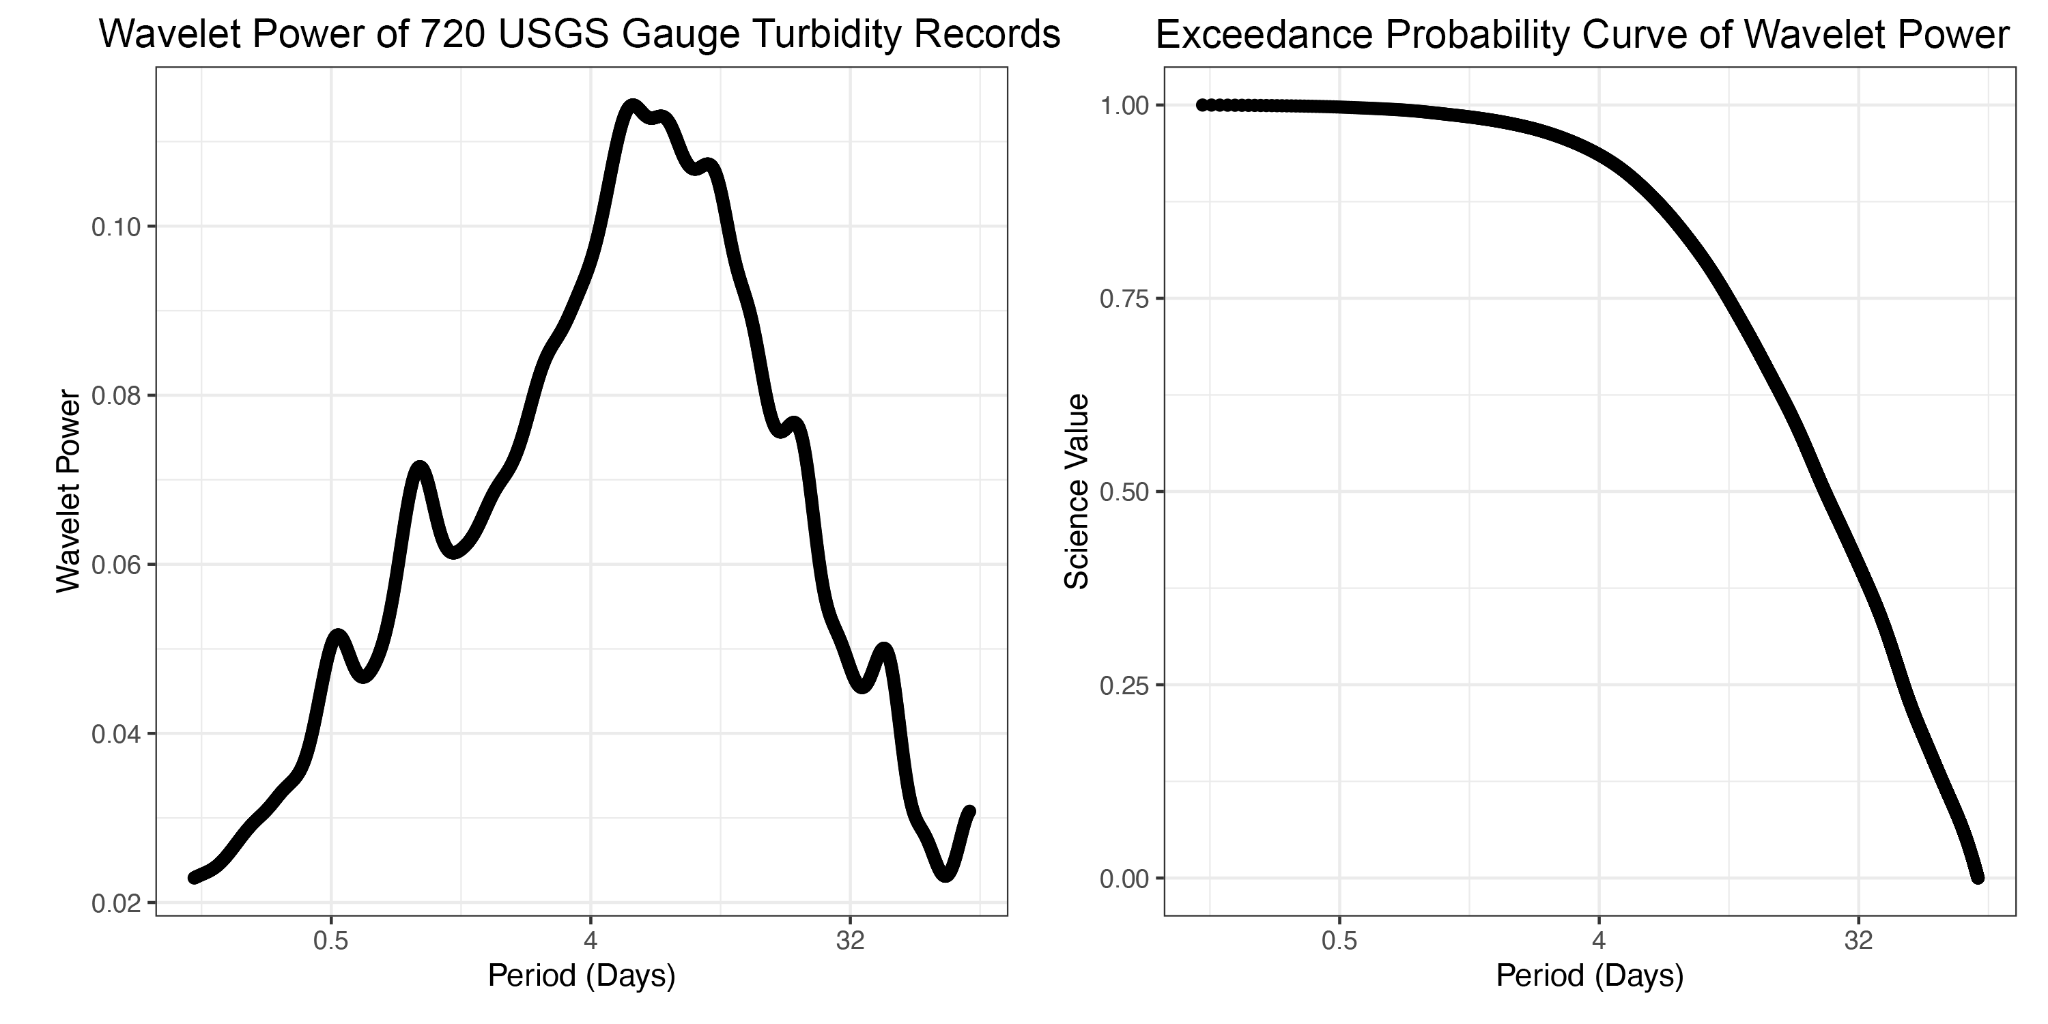 Wavelet Power of 720 USGS Gauge Turbidity Records
Wavelet Power
0.10
0.08
0.06
0.04
0.02
0.5 4 32
Period (Days)
Exceedance Probability Curve of Wavelet Power
Science Value
1.00
0.75
0.50
0.25
0.00
0.5 4 32
Period (Days)